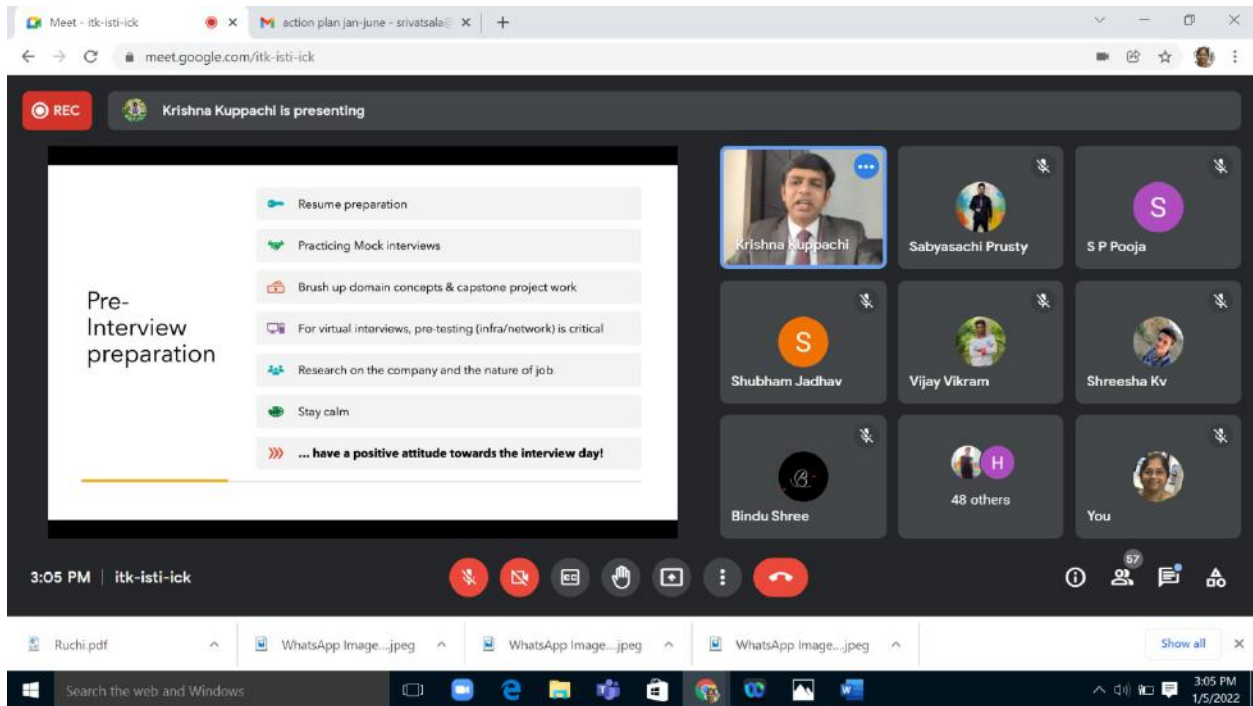 Meet - itk-isti-ick
action plan jan-june - srivatsala@
meet.google.com/itk-isti-ick
REC
Krishna Kuppachi is presenting
Pre-
Interview
preparation
Resume preparation
Practicing Mock interviews
Brush up domain concepts & capstone project work
For virtual interviews, pre-testing (infra/network) is critical
Research on the company and the nature of job
Stay calm
... have a positive attitude towards the interview day!
Krishna Kuppachi
Sabyasachi Prusty
S
S P Pooja
S
Shubham Jadhav
Vijay Vikram
Shreesha Kv
B
Bindu Shree
H
48 others
You
3:05 PM | itk-isti-ick
CC
57
Ruchi.pdf
WhatsApp Image....jpeg
WhatsApp Image....jpeg
WhatsApp Image....jpeg
Show all
Search the web and Windows
3:05 PM
1/5/2022